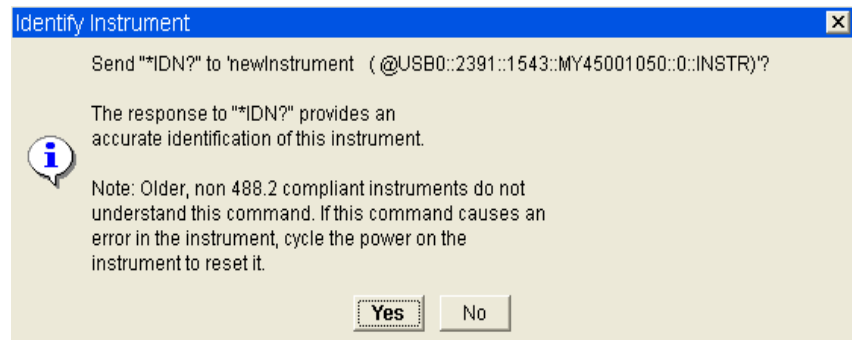 Identify Instrument
Send "*IDN?" to 'newInstrument ( @USB0::2391::1543::MY45001050::0::INSTR)'?
The response to "*IDN?" provides an
accurate identification of this instrument.
Note: Older, non 488.2 compliant instruments do not
understand this command. If this command causes an
error in the instrument, cycle the power on the
instrument to reset it.
Yes No